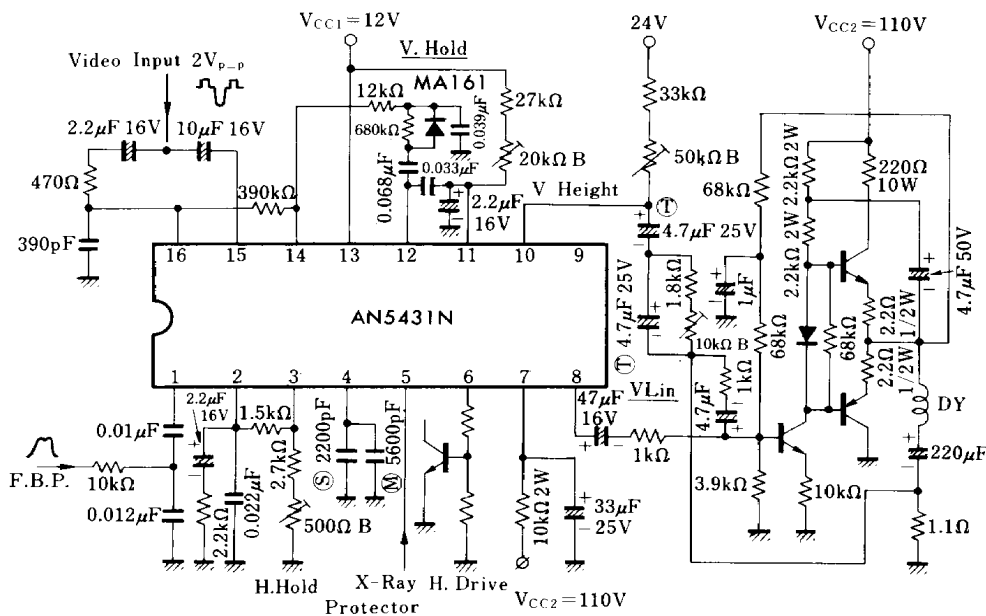 V_CC1=12V
24V
V_CC2=110V
V. Hold
Video Input 2V_P-P
MA161
12kΩ
680kΩ
0.039μF
27kΩ
33kΩ
2.2μF 16V
10μF 16V
20kΩ B
50kΩ B
2.2kΩ 2W
220Ω
10W
470Ω
390kΩ
0.068μF
0.033μF
V Height
68kΩ
2.2μF
16V
Ⓣ
4.7μF 25V
2.2kΩ 2W
4.7μF 50V
390pF
16
15
14
13
12
11
10
9
1.8kΩ
1μF
AN5431N
4.7μF 25V
10kΩ B
68kΩ
68kΩ
2.2Ω
1/2W
2.2Ω
1/2W
Ⓣ
1
2
3
4
5
6
7
8
1kΩ
2.2μF
16V
1.5kΩ
47μF
16V
VLin
4.7μF
DY
0.01μF
2.7kΩ
Ⓢ
2200pF
Ⓜ
5600pF
1kΩ
220μF
F.B.P.
10kΩ
0.012μF
2.2kΩ
0.022μF
500Ω B
10kΩ 2W
33μF
25V
3.9kΩ
10kΩ
1.1Ω
H.Hold
X-Ray
Protector
H. Drive
V_CC2=110V